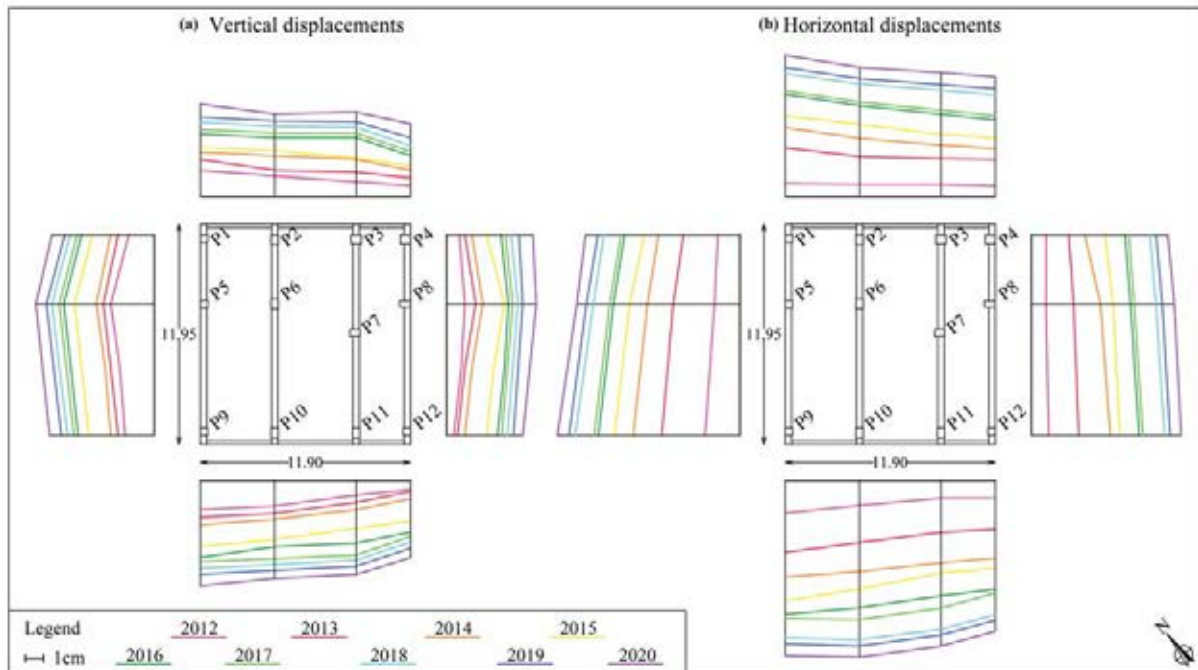 (a) Vertical displacements
(b) Horizontal displacements
P1 P2 P3 P4
P5 P6 P8
P7
11.95
P9 P10 P11 P12
11.90
P1 P2 P3 P4
P5 P6 P8
P7
11.95
P9 P10 P11 P12
11.90
Legend 2012 2013 2014 2015
1cm 2016 2017 2018 2019 2020
N